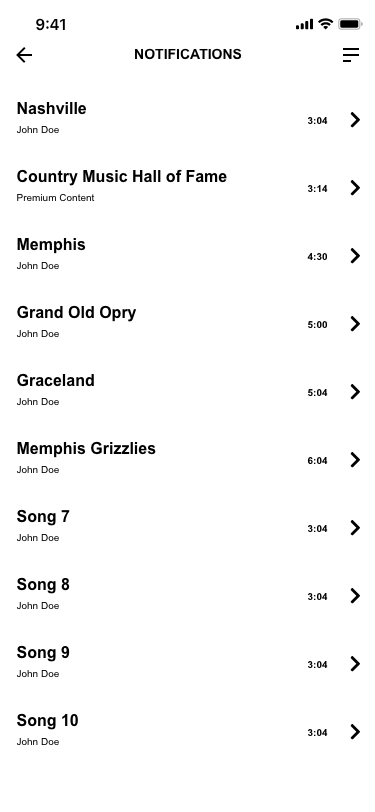 9:41
NOTIFICATIONS
Nashville
John Doe
3:04
Country Music Hall of Fame
Premium Content
3:14
Memphis
John Doe
4:30
Grand Old Opry
John Doe
5:00
Graceland
John Doe
5:04
Memphis Grizzlies
John Doe
6:04
Song 7
John Doe
3:04
Song 8
John Doe
3:04
Song 9
John Doe
3:04
Song 10
John Doe
3:04